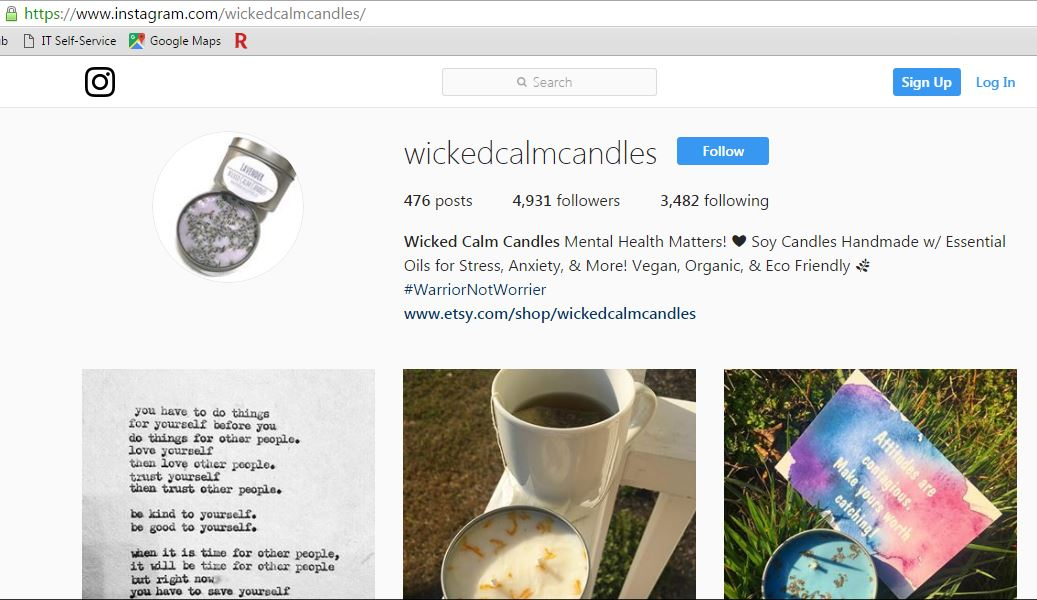 https://www.instagram.com/wickedcalmcandles/
b IT Self-Service Google Maps R
Search
Sign Up Log In
LAVENDER
WICKED CALM CANDLES
wickedcalmcandles Follow
476 posts 4,931 followers 3,482 following
Wicked Calm Candles Mental Health Matters! ♥ Soy Candles Handmade w/ Essential
Oils for Stress, Anxiety, & More! Vegan, Organic, & Eco Friendly
#WarriorNotWorrier
www.etsy.com/shop/wickedcalmcandles
you have to do things
for yourself before you
do things for other people.
love yourself
then love other people.
trust yourself
then trust other people.
be kind to yourself.
be good to yourself.
when it is time for other people,
it will be time for other people
but right now
you have to save yourself
Attitudes are
contagious.
Make yours worth
catching!